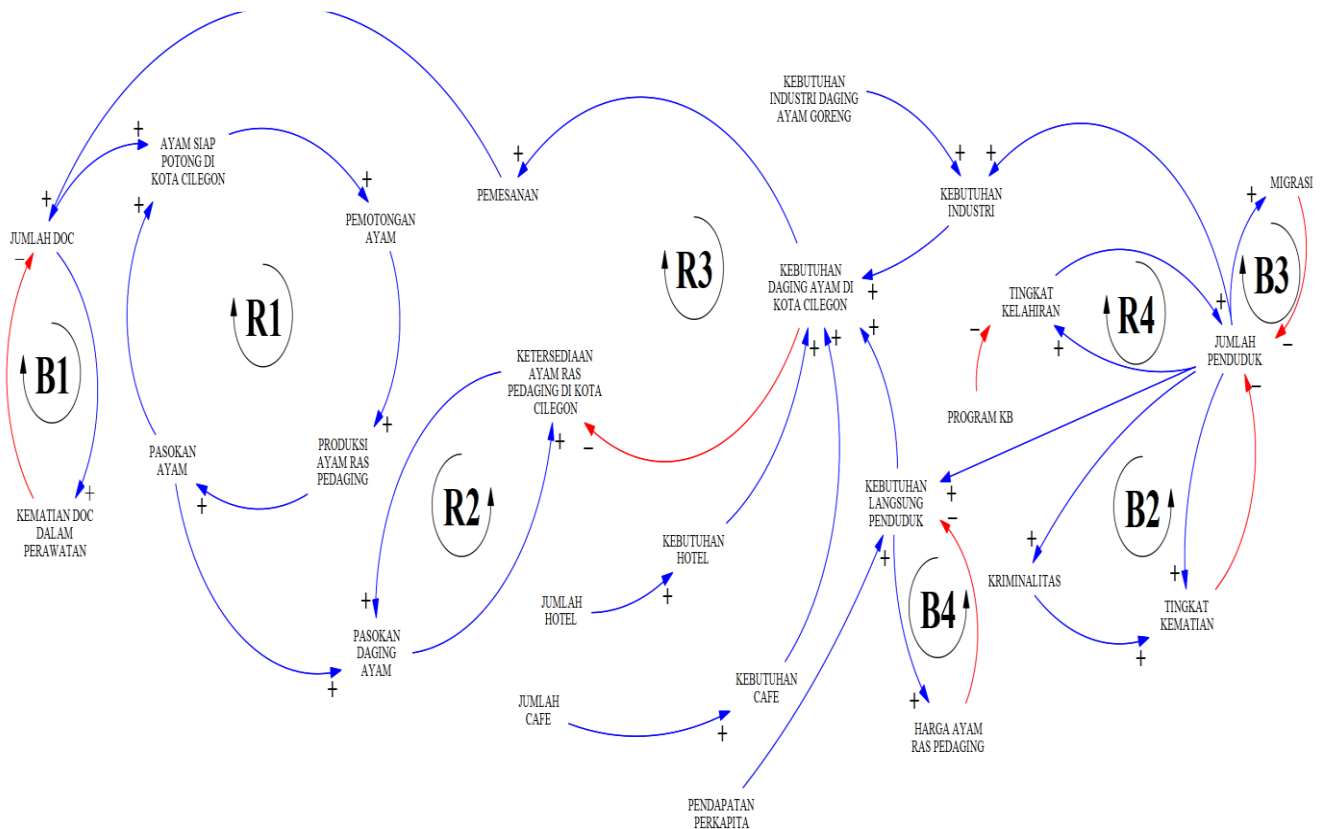 KEBUTUHAN
INDUSTRI DAGING
AYAM GORENG
+
+
AYAM SIAP
POTONG DI
KOTA CILEGON
+
+
PEMOTONGAN
AYAM
+
PEMESANAN
+
+
KEBUTUHAN
INDUSTRI
MIGRASI
+
B3
+
JUMLAH DOC
−
R1
R3
KEBUTUHAN
DAGING AYAM DI
KOTA CILEGON
+
+
+
+
TINGKAT
KELAHIRAN
−
+
R4
+
JUMLAH
PENDUDUK
−
−
B1
KETERSEDIAAN
AYAM RAS
PEDAGING DI KOTA
CILEGON
+
−
PROGRAM KB
PASOKAN
AYAM
+
PRODUKSI
AYAM RAS
PEDAGING
+
+
KEMATIAN DOC
DALAM
PERAWATAN
R2
KEBUTUHAN
LANGSUNG
PENDUDUK
+
−
+
B2
KEBUTUHAN
HOTEL
+
JUMLAH
HOTEL
B4
+
KRIMINALITAS
+
TINGKAT
KEMATIAN
+
+
PASOKAN
DAGING
AYAM
+
KEBUTUHAN
CAFE
+
JUMLAH
CAFE
+
HARGA AYAM
RAS PEDAGING
PENDAPATAN
PERKAPITA